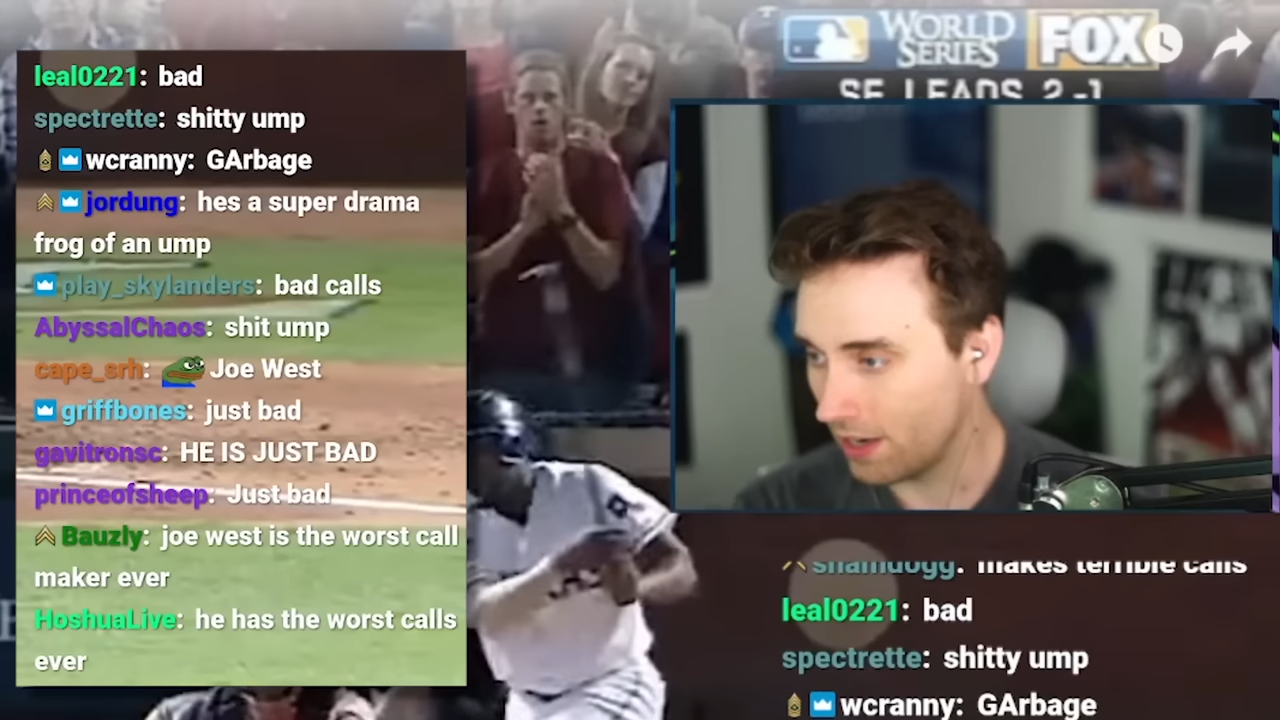 leal0221: bad
spectrette: shitty ump
wcranny: GArbage
jordung: hes a super drama
frog of an ump
play_skylanders: bad calls
AbyssalChaos: shit ump
cape_srh: Joe West
griffbones: just bad
gavitronsc: HE IS JUST BAD
princeofsheep: Just bad
Bauzly: joe west is the worst call
maker ever
HoshuaLive: he has the worst calls
ever
WORLD
SERIES
FOX
SF LEADS 2-1
shamdogg: makes terrible calls
leal0221: bad
spectrette: shitty ump
wcranny: GArbage